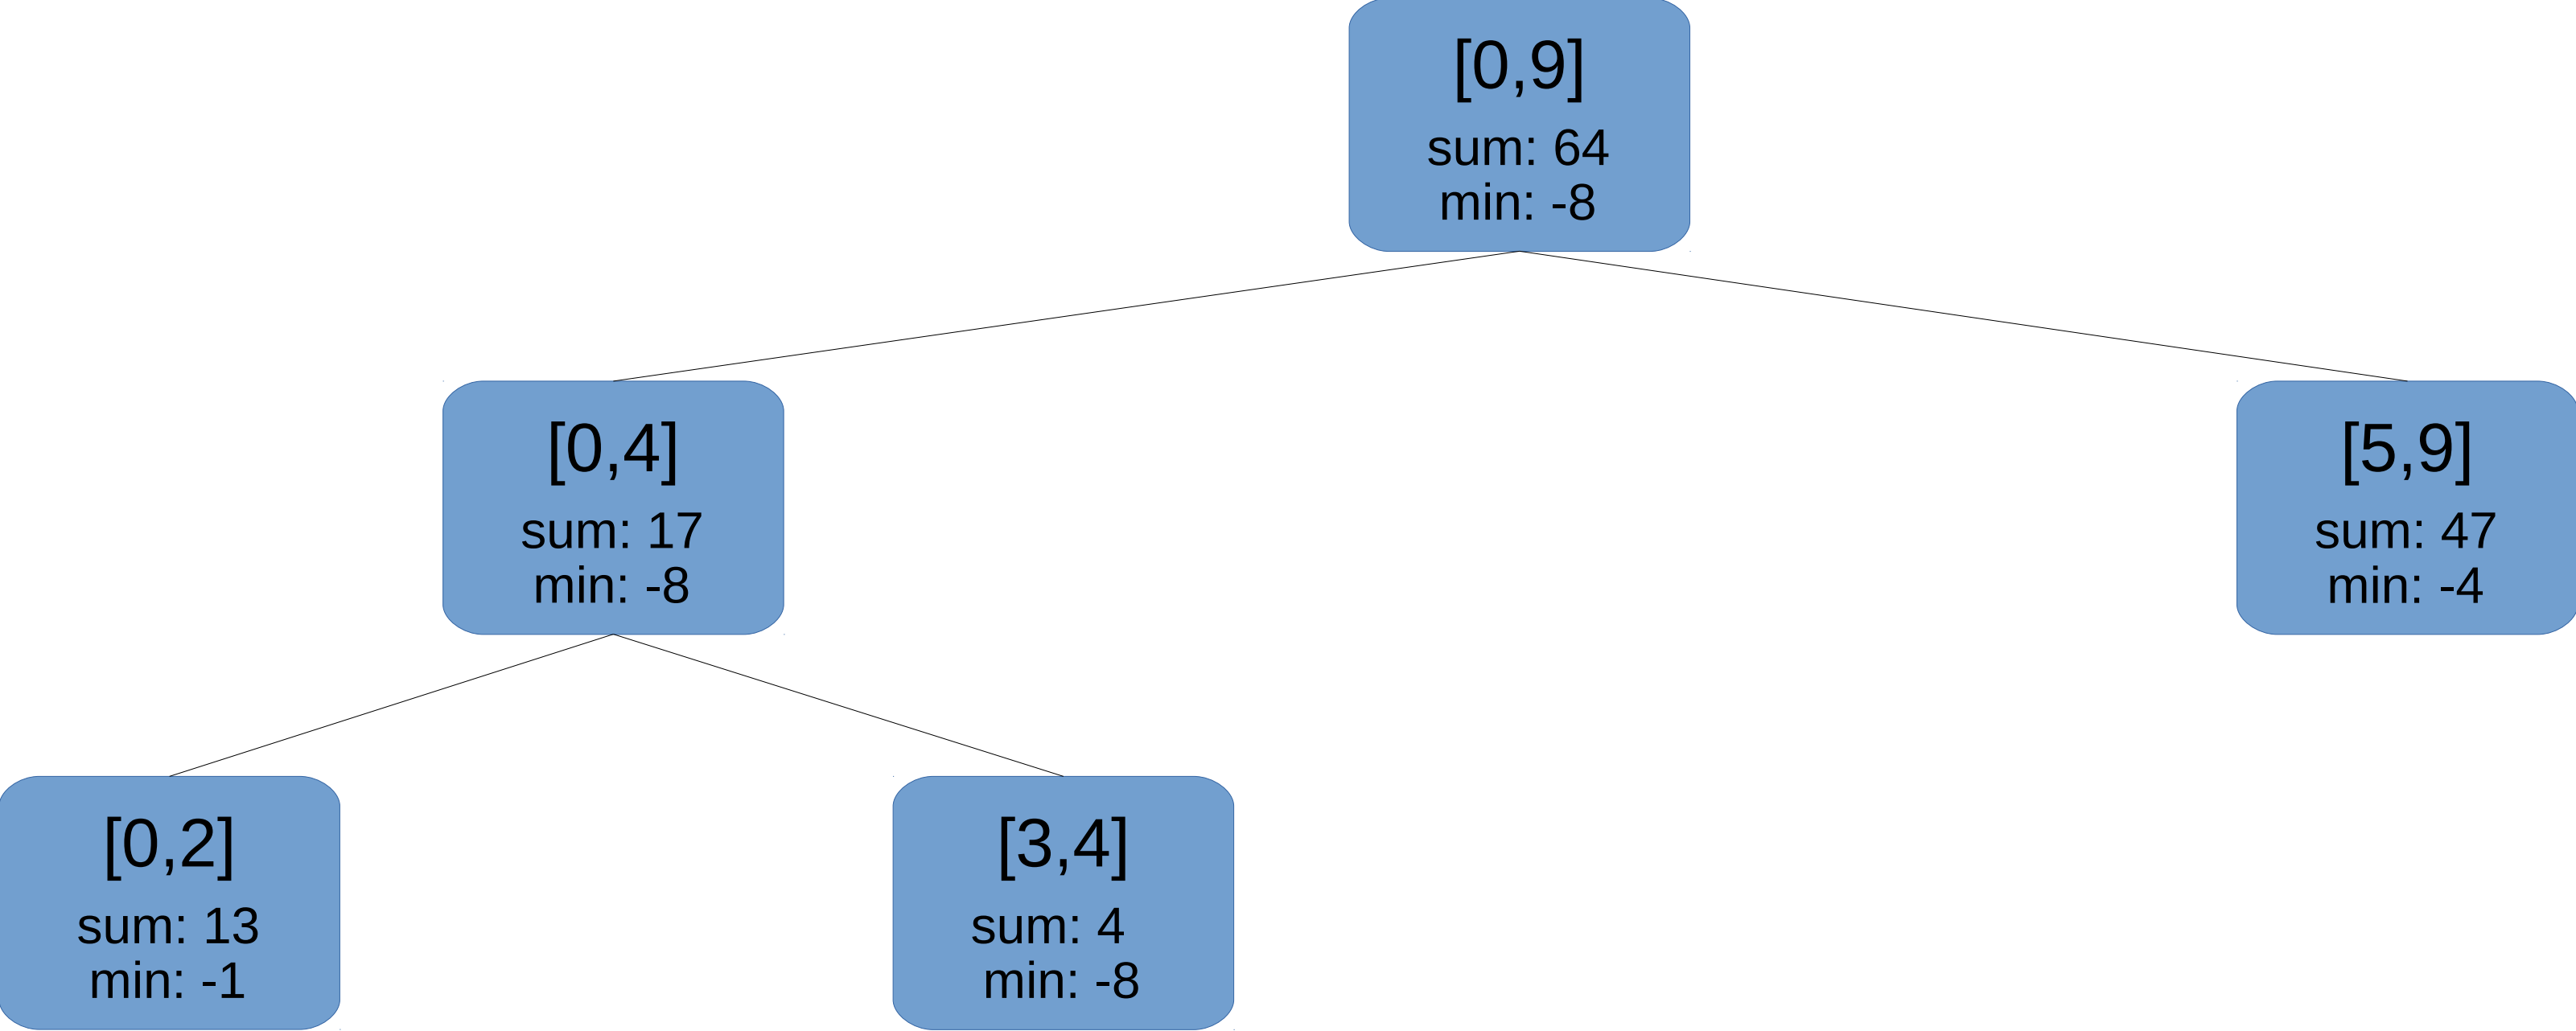 [0,9]
sum: 64
min: -8
[0,4]
sum: 17
min: -8
[5,9]
sum: 47
min: -4
[0,2]
sum: 13
min: -1
[3,4]
sum: 4
min: -8